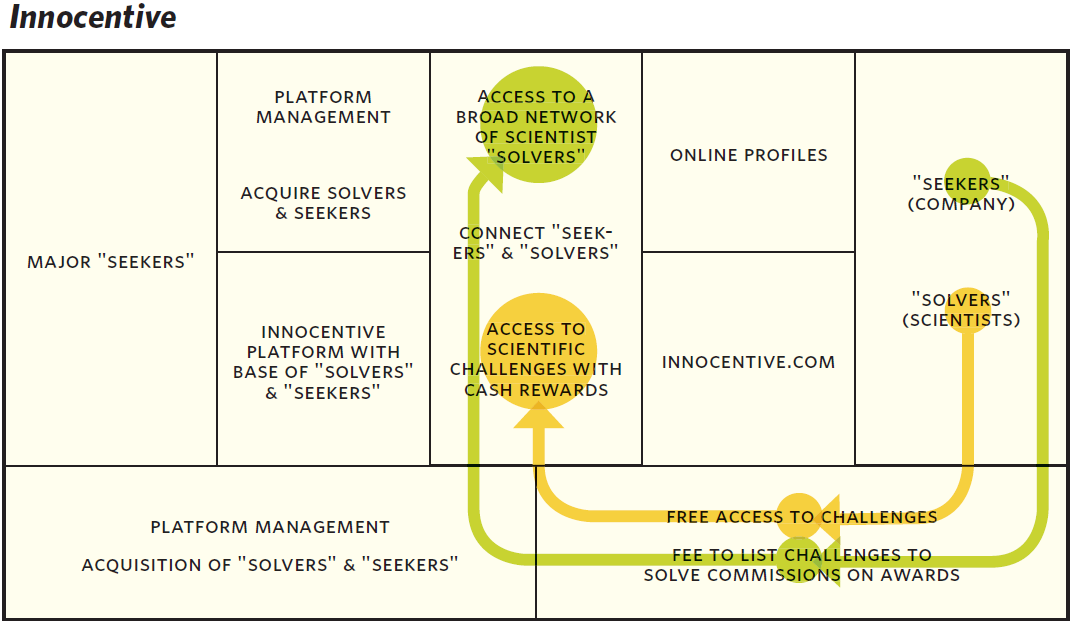 Innocentive
MAJOR "SEEKERS"
PLATFORM
MANAGEMENT
ACQUIRE SOLVERS
& SEEKERS
INNOCENTIVE
PLATFORM WITH
BASE OF "SOLVERS"
& "SEEKERS"
ACCESS TO A
BROAD NETWORK
OF SCIENTIST
"SOLVERS"
CONNECT "SEEK-
ERS" & "SOLVERS"
ACCESS TO
SCIENTIFIC
CHALLENGES WITH
CASH REWARDS
ONLINE PROFILES
INNOCENTIVE.COM
"SEEKERS"
(COMPANY)
"SOLVERS"
(SCIENTISTS)
PLATFORM MANAGEMENT
ACQUISITION OF "SOLVERS" & "SEEKERS"
FREE ACCESS TO CHALLENGES
FEE TO LIST CHALLENGES TO
SOLVE COMMISSIONS ON AWARDS